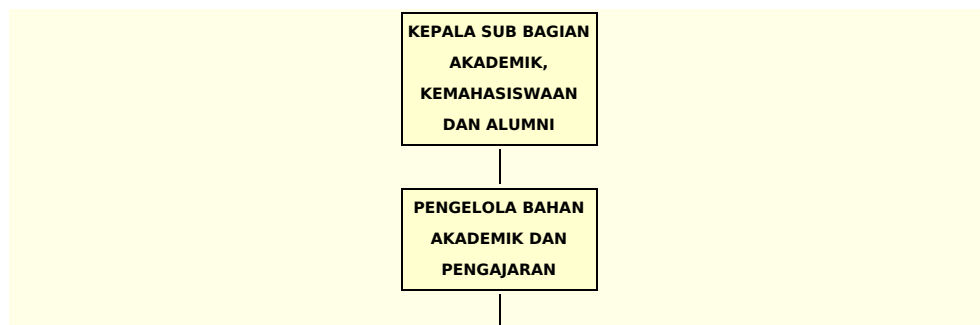 KEPALA SUB BAGIAN
AKADEMIK,
KEMAHASISWAAN
DAN ALUMNI
PENGELOLA BAHAN
AKADEMIK DAN
PENGAJARAN